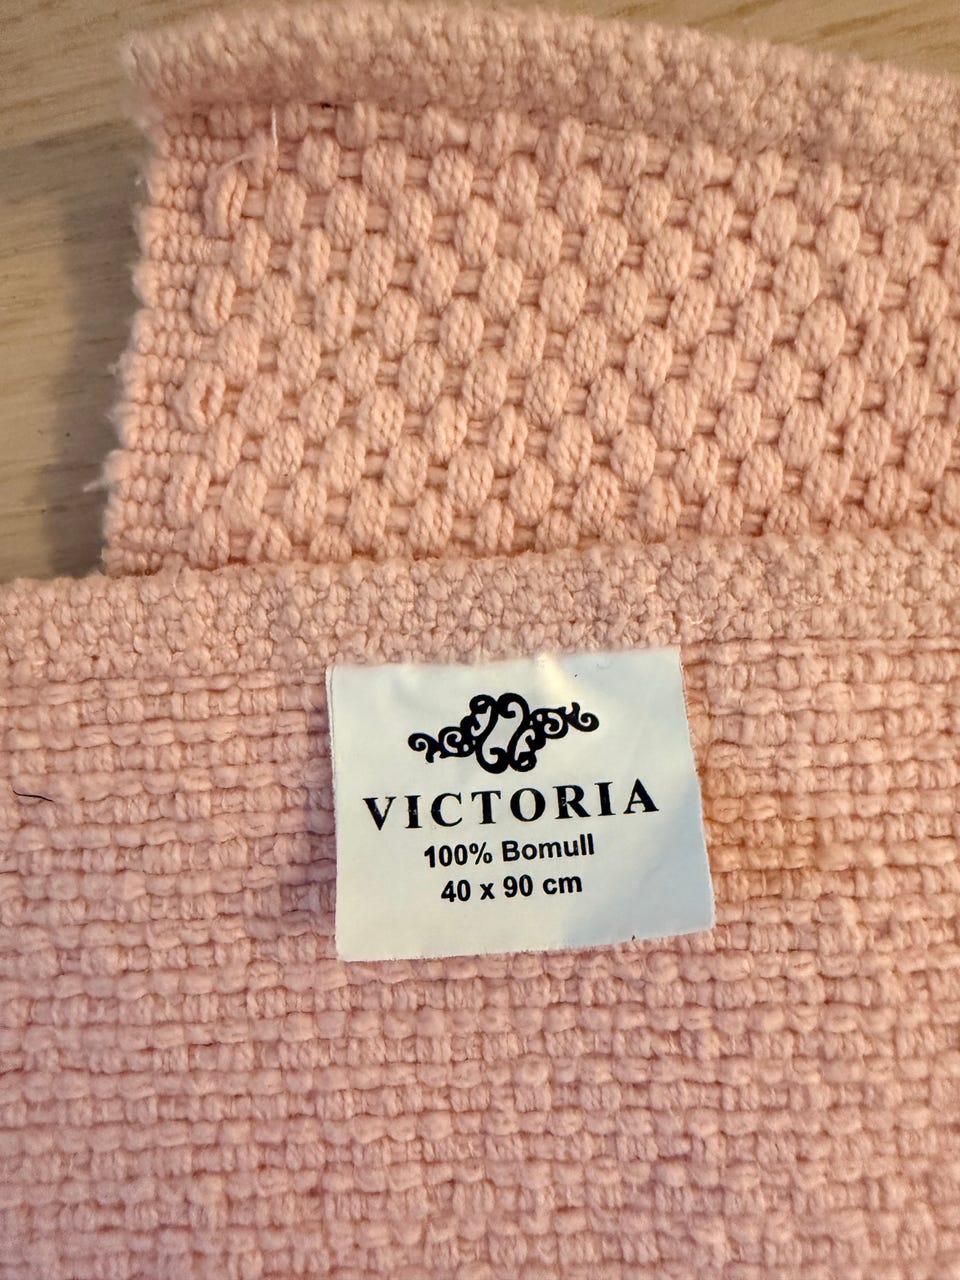 VICTORIA
100% Bomull
40 x 90 cm